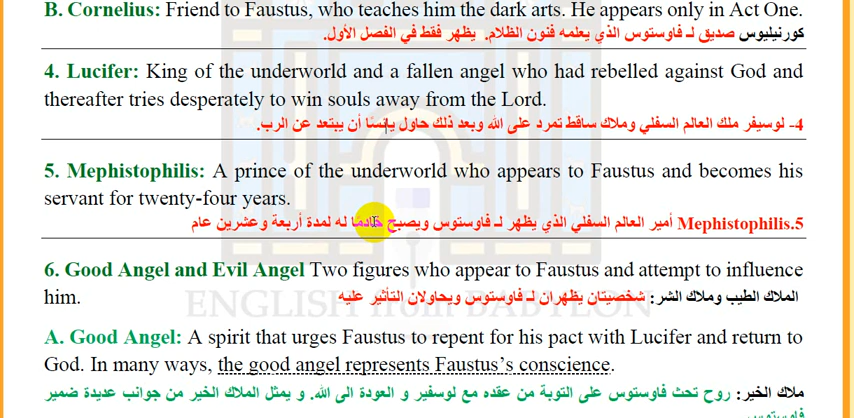 B. Cornelius: Friend to Faustus, who teaches him the dark arts. He appears only in Act One.
كورنيليوس صديق لـ فاوستوس الذي يعلمه فنون الظلام. يظهر فقط في الفصل الأول.
4. Lucifer: King of the underworld and a fallen angel who had rebelled against God and
thereafter tries desperately to win souls away from the Lord.
4- لوسيفر ملك العالم السفلي وملاك ساقط تمرد على الله وبعد ذلك حاول يائسًا أن يبتعد عن الرب.
5. Mephistophilis: A prince of the underworld who appears to Faustus and becomes his
servant for twenty-four years.
Mephistophilis.5 أمير العالم السفلي الذي يظهر لـ فاوستوس ويصبح خادما له لمدة أربعة وعشرين عام
6. Good Angel and Evil Angel Two figures who appear to Faustus and attempt to influence
him. الملاك الطيب وملاك الشر: شخصيتان يظهران لـ فاوستوس ويحاولان التأثير عليه
ENGLISH from BABYLON
A. Good Angel: A spirit that urges Faustus to repent for his pact with Lucifer and return to
God. In many ways, the good angel represents Faustus's conscience.
ملاك الخير: روح تحث فاوستوس على التوبة من عقده مع لوسفير و العودة الى الله. و يمثل الملاك الخير من جوانب عديدة ضمير